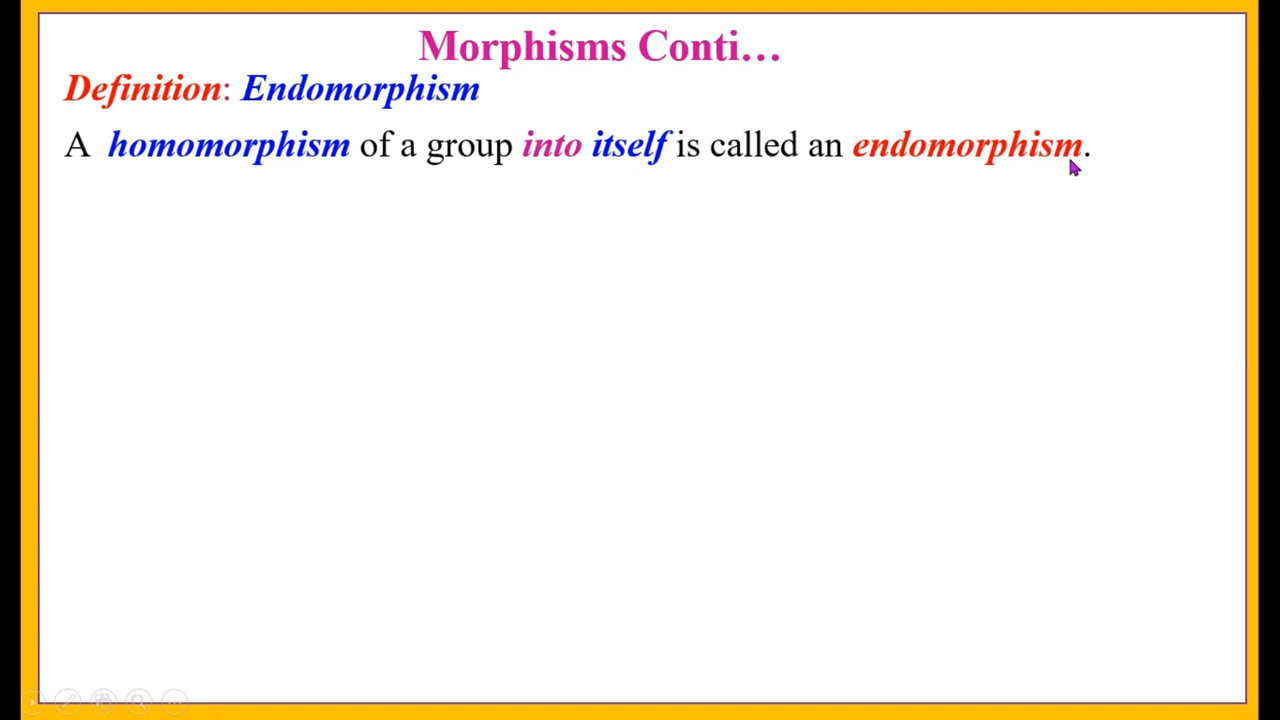 Morphisms Conti…
Definition: Endomorphism
A homomorphism of a group into itself is called an endomorphism.